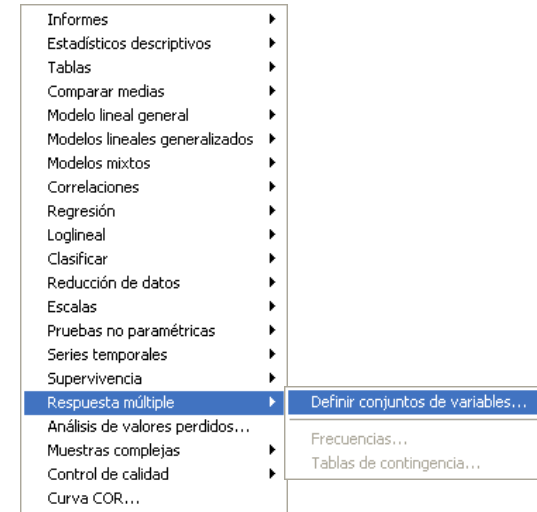 Informes
Estadísticos descriptivos
Tablas
Comparar medias
Modelo lineal general
Modelos lineales generalizados
Modelos mixtos
Correlaciones
Regresión
Loglineal
Clasificar
Reducción de datos
Escalas
Pruebas no paramétricas
Series temporales
Supervivencia
Respuesta múltiple
Análisis de valores perdidos...
Muestras complejas
Control de calidad
Curva COR...
Definir conjuntos de variables...
Frecuencias...
Tablas de contingencia...